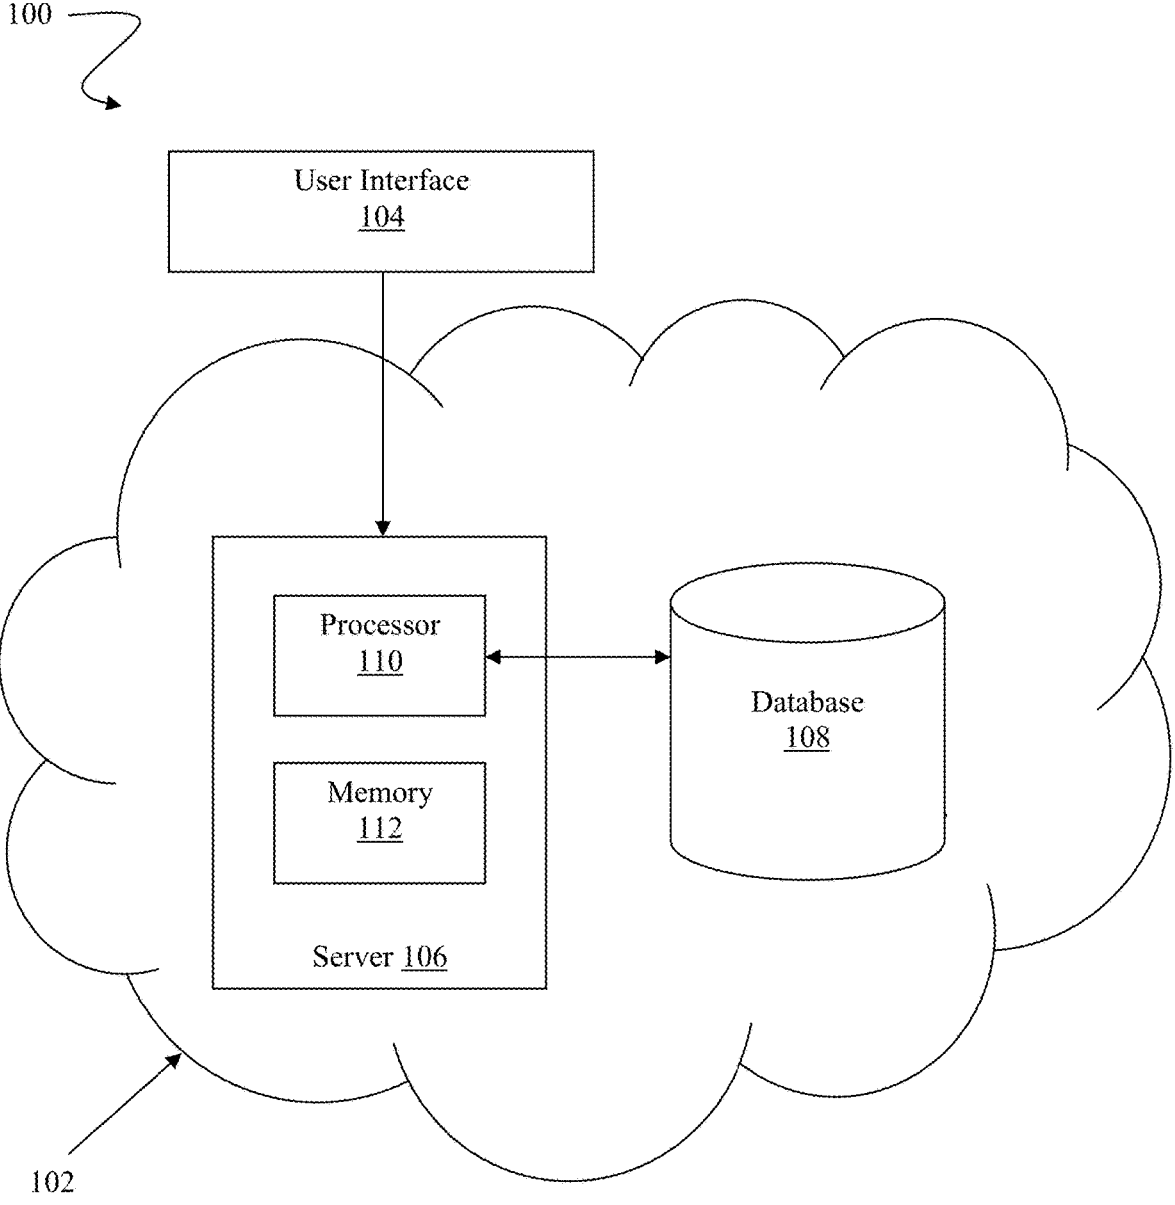 100
User Interface
104
Processor
110
Database
108
Memory
112
Server 106
102